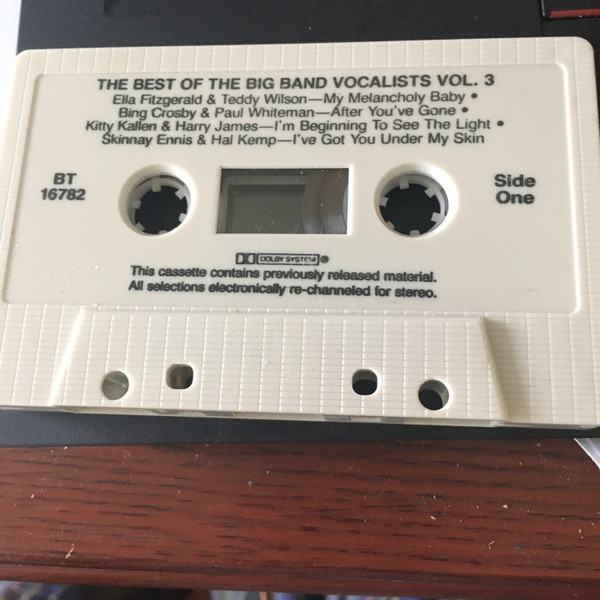 THE BEST OF THE BIG BAND VOCALISTS VOL. 3
Ella Fitzgerald & Teddy Wilson—My Melancholy Baby •
Bing Crosby & Paul Whiteman—After You've Gone •
Kitty Kallen & Harry James—I'm Beginning To See The Light •
Skinnay Ennis & Hal Kemp—I've Got You Under My Skin
BT
16782
Side
One
DOLBY SYSTEM ®
This cassette contains previously released material.
All selections electronically re-channeled for stereo.